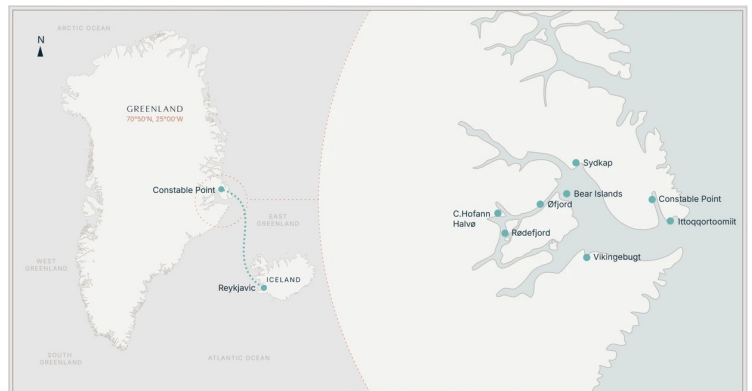 ARCTIC OCEAN
N
GREENLAND
70°50'N, 25°00'W
Constable Point
EAST
GREENLAND
WEST
GREENLAND
ICELAND
Reykjavic
SOUTH
GREENLAND
ATLANTIC OCEAN
Sydkap
Bear Islands
Constable Point
Øfjord
C.Hofann
Halvø
Ittoqqortoomiit
Rødefjord
Vikingebugt